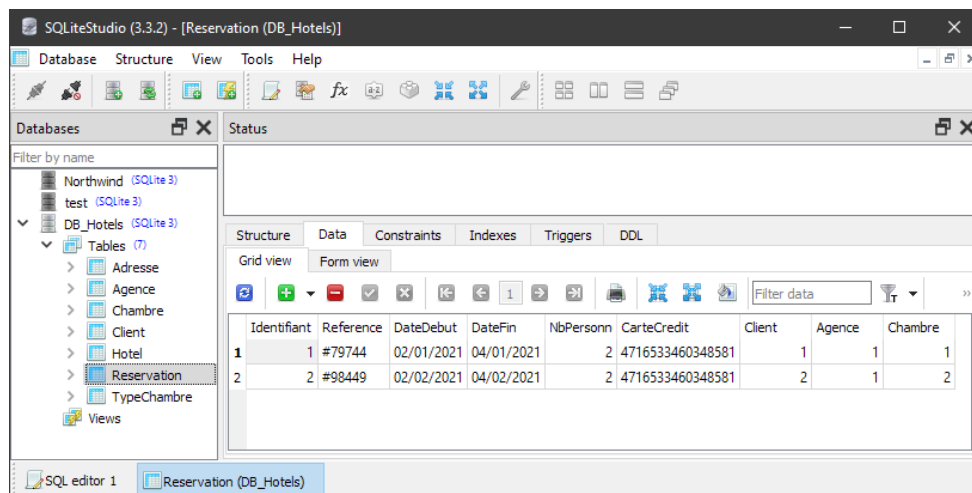 SQLiteStudio (3.3.2) - [Reservation (DB_Hotels)]
Database Structure View Tools Help
Databases
Status
Filter by name
Northwind (SQLite 3)
test (SQLite 3)
DB_Hotels (SQLite 3)
Tables (7)
Adresse
Agence
Chambre
Client
Hotel
Reservation
TypeChambre
Views
Structure Data Constraints Indexes Triggers DDL
Grid view Form view
1 Filter data
Identifiant Reference DateDebut DateFin NbPersonn CarteCredit Client Agence Chambre
1 1 #79744 02/01/2021 04/01/2021 2 4716533460348581 1 1 1
2 2 #98449 02/02/2021 04/02/2021 2 4716533460348581 2 1 2
SQL editor 1 Reservation (DB_Hotels)